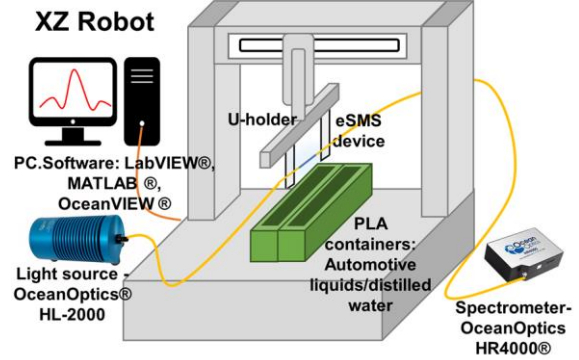 XZ Robot
U-holder
eSMS
device
PC.Software: LabVIEW®,
MATLAB ®,
OceanVIEW ®
PLA
containers:
Automotive
liquids/distilled
water
Light source -
OceanOptics®
HL-2000
Ocean
Spectrometer-
OceanOptics
HR4000®